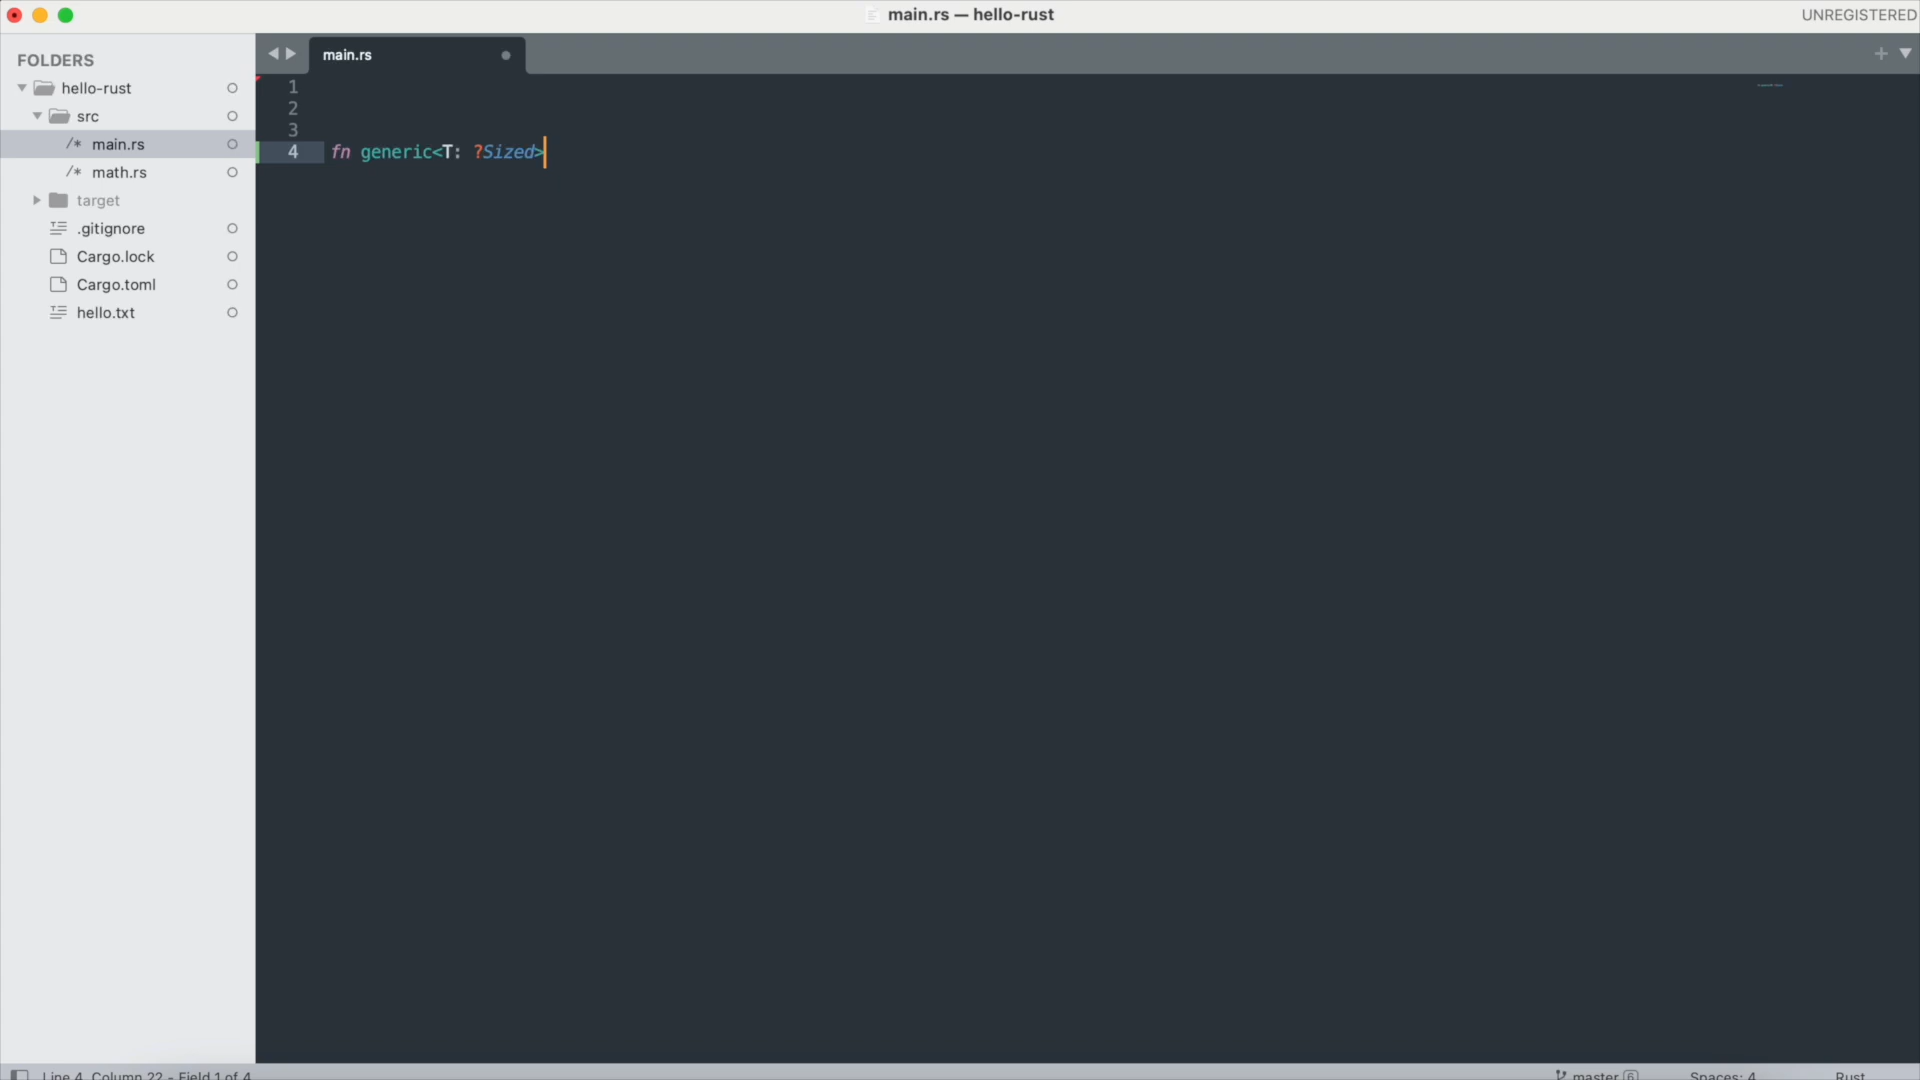 main.rs — hello-rust
UNREGISTERED
FOLDERS
hello-rust
src
/* main.rs
/* math.rs
target
.gitignore
Cargo.lock
Cargo.toml
hello.txt
main.rs
1
2
3
4 fn generic<T: ?Sized>
Line 4, Column 22 - Field 1 of 4
master 6
Spaces: 4
Rust